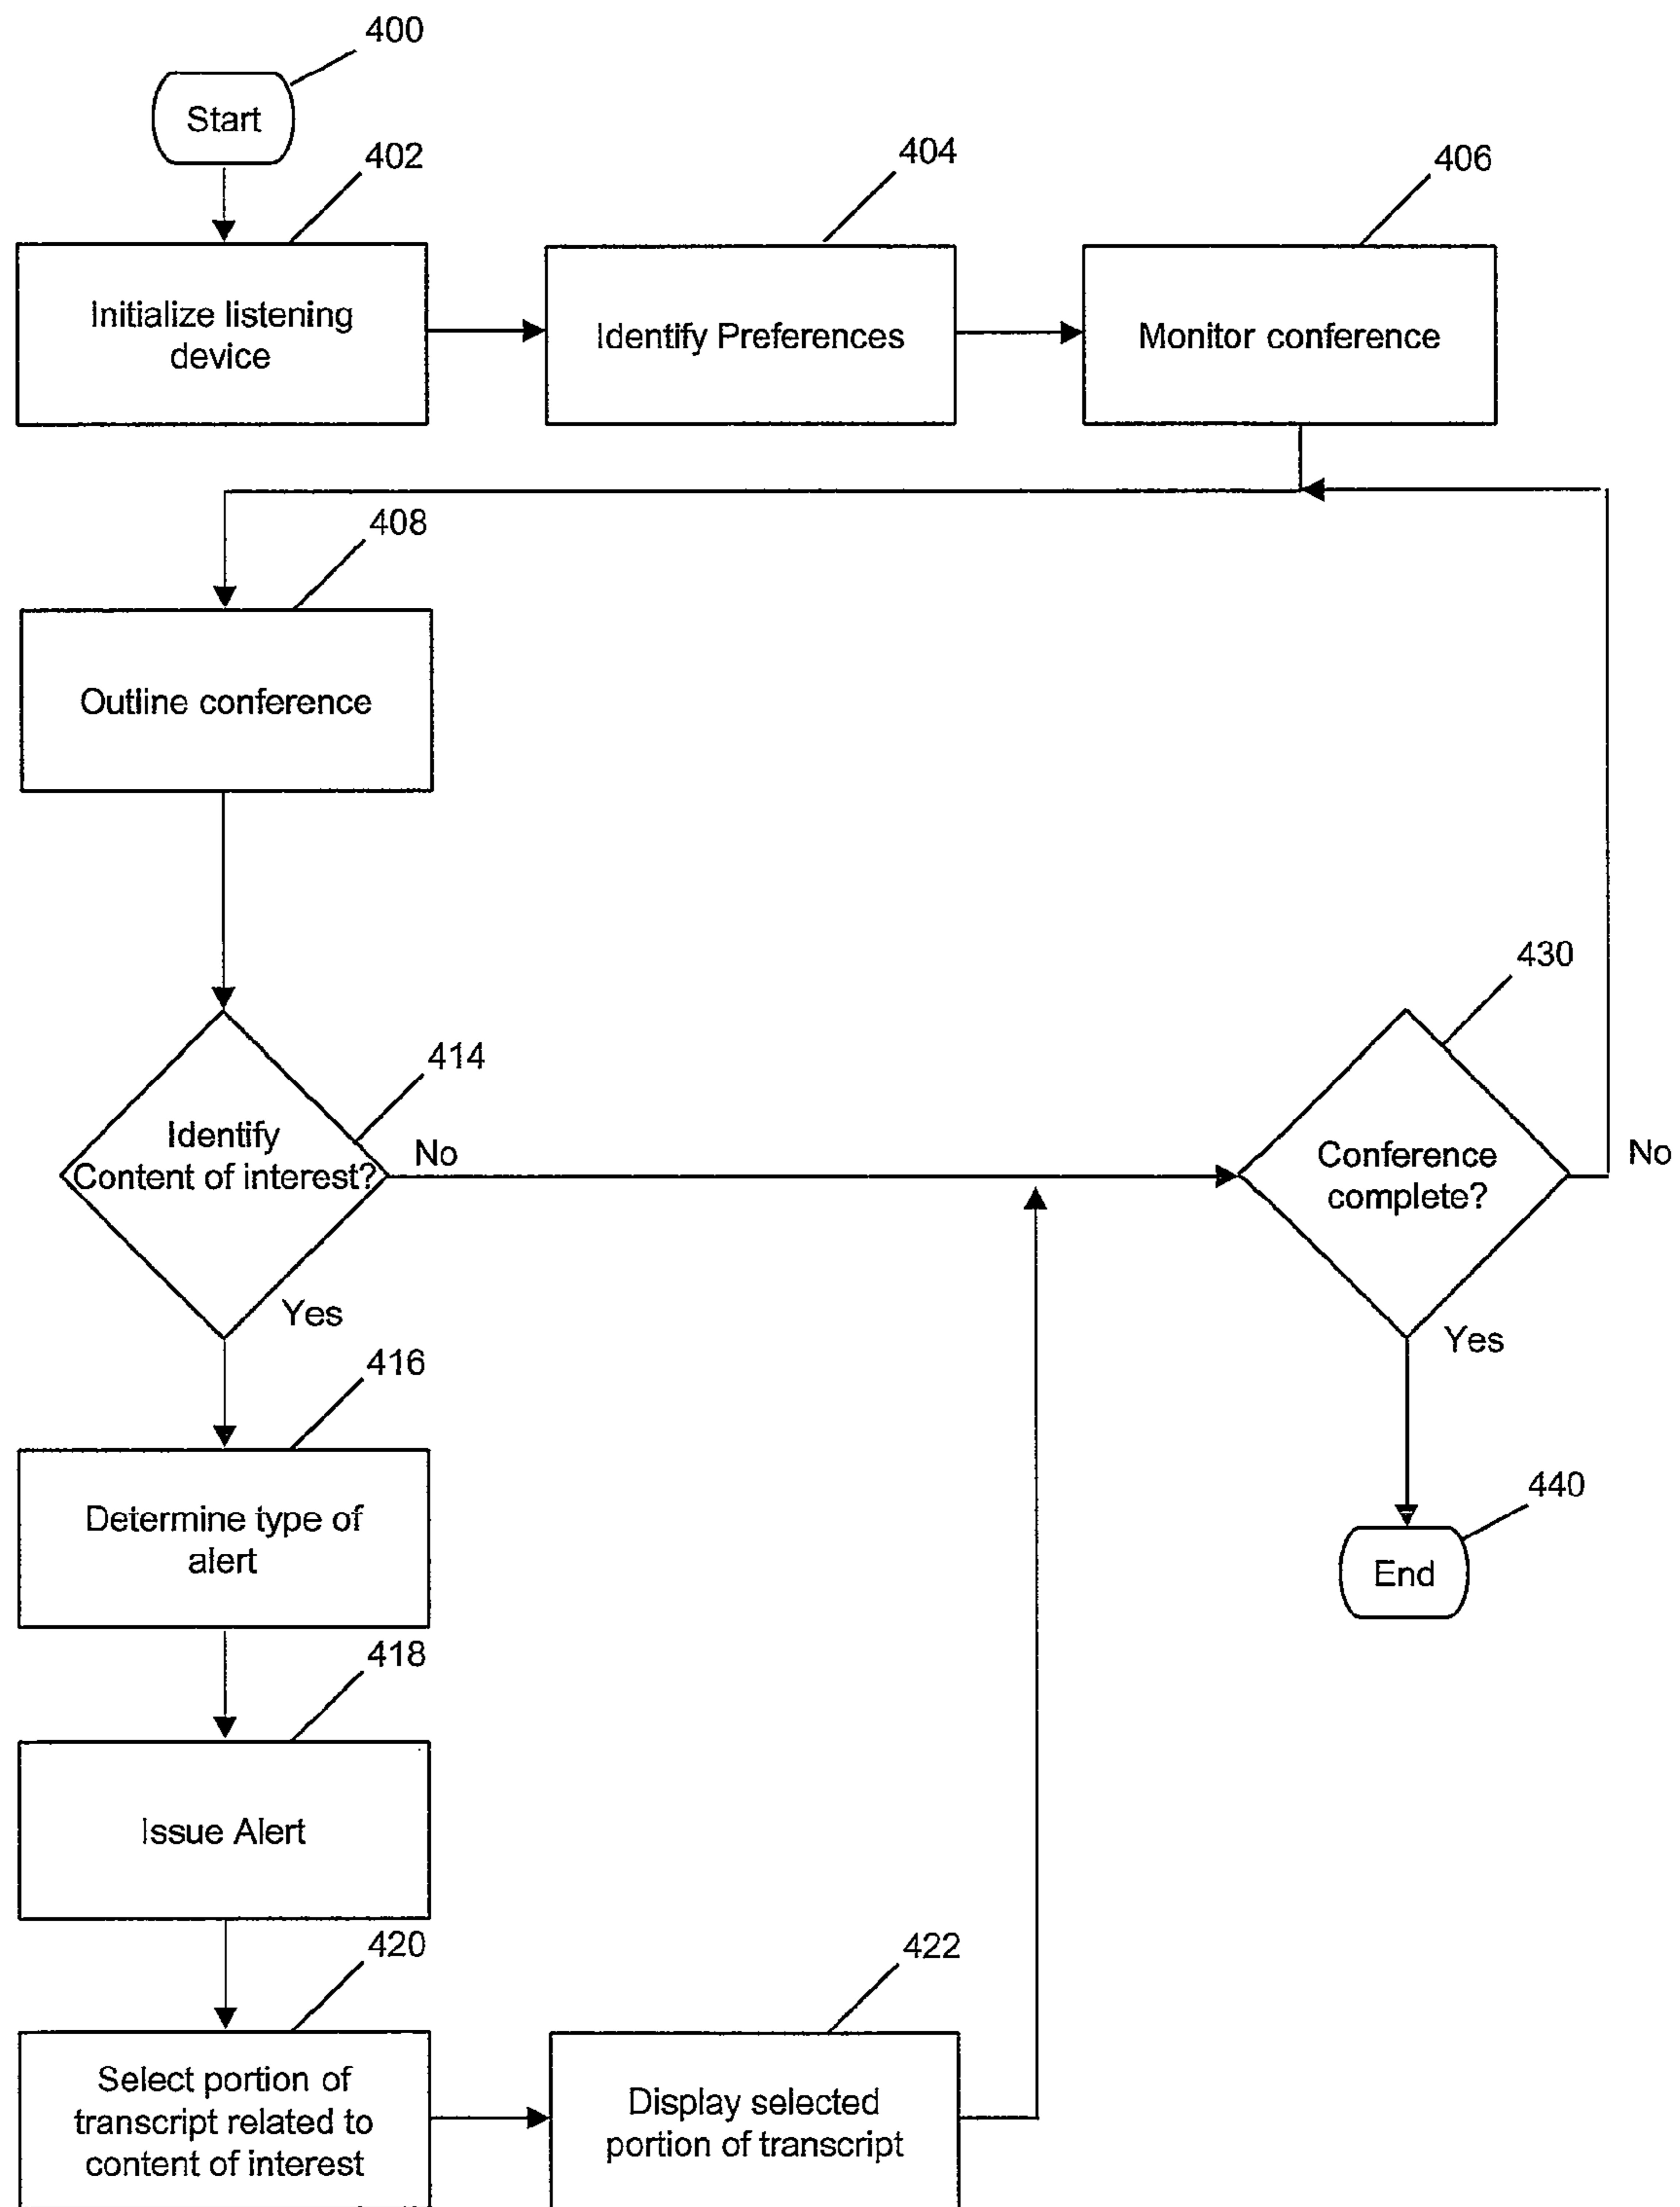 400
Start
402
404
406
Initialize listening
device
Identify Preferences
Monitor conference
408
Outline conference
430
414
Identify
Content of interest?
No
Conference
complete?
No
Yes
Yes
416
Determine type of
alert
440
End
418
Issue Alert
420
422
Select portion of
transcript related to
content of interest
Display selected
portion of transcript